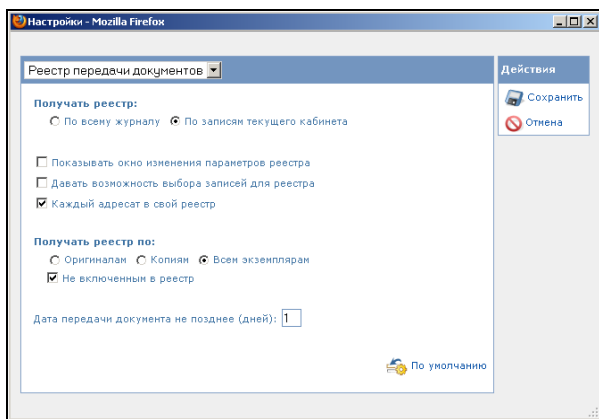 Настройки - Mozilla Firefox
Реестр передачи документов
Действия
Сохранить
Отмена
Получать реестр:
По всему журналу По записям текущего кабинета
Показывать окно изменения параметров реестра
Давать возможность выбора записей для реестра
Каждый адресат в свой реестр
Получать реестр по:
Оригиналам Копиям Всем экземплярам
Не включенным в реестр
Дата передачи документа не позднее (дней): 1
По умолчанию